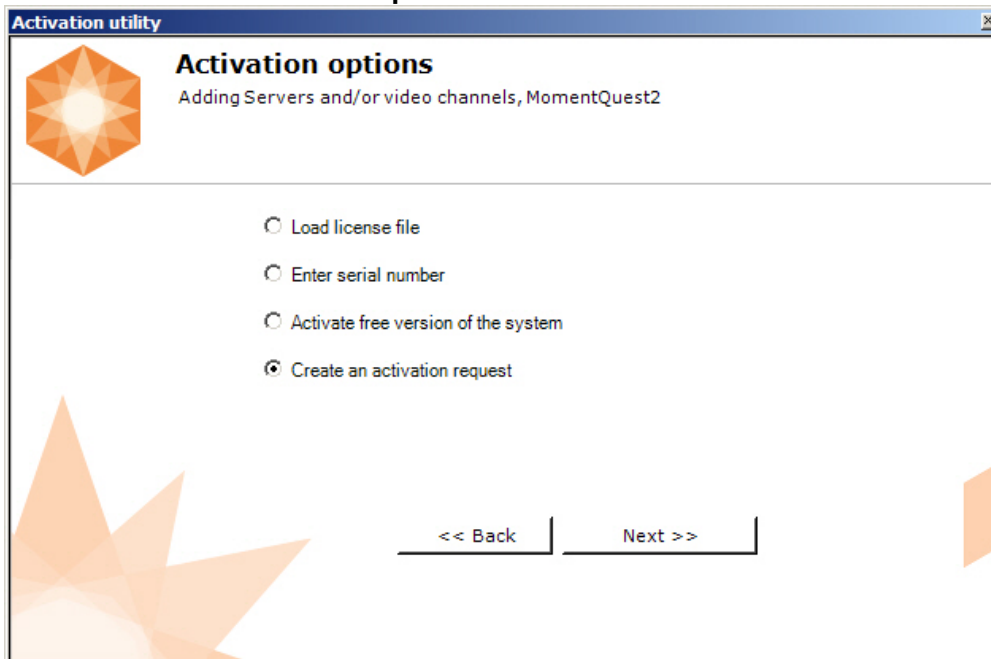 Activation utility
Activation options
Adding Servers and/or video channels, MomentQuest2
Load license file
Enter serial number
Activate free version of the system
Create an activation request
<< Back
Next >>